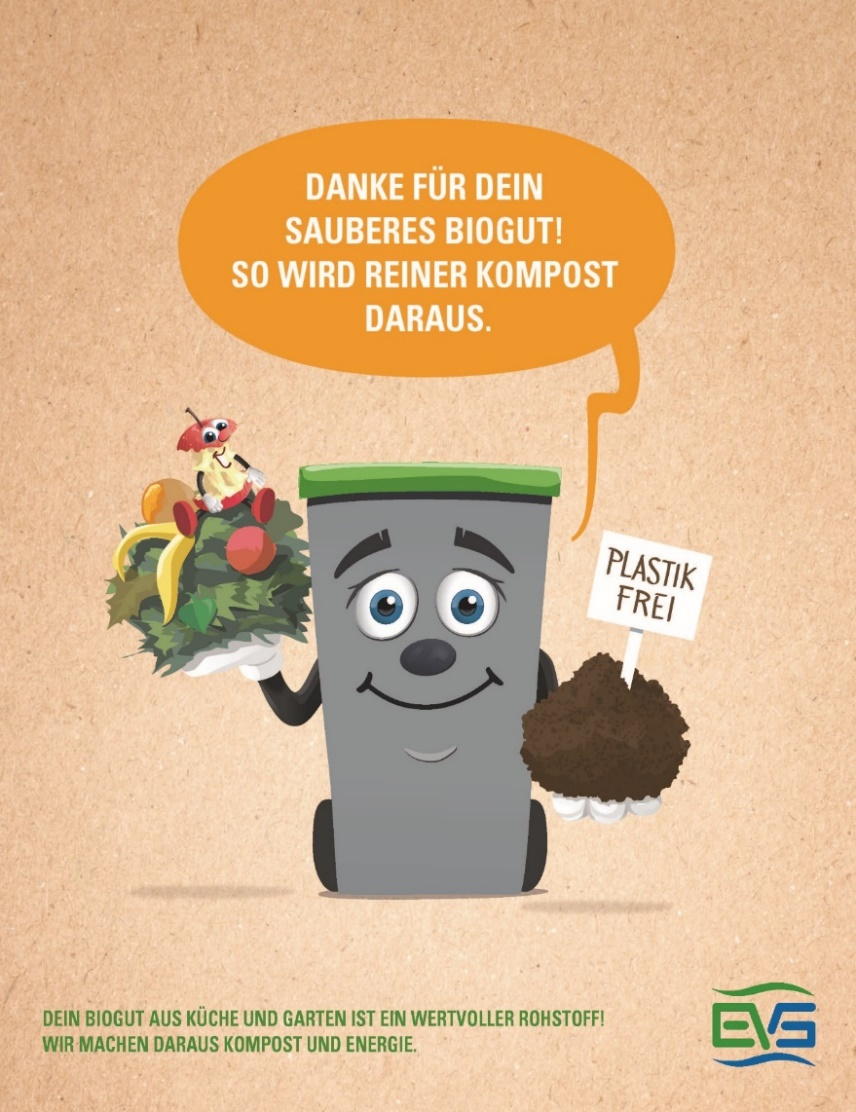 DANKE FÜR DEIN
SAUBERES BIOGUT!
SO WIRD REINER KOMPOST
DARAUS.
PLASTIK
FREI
DEIN BIOGUT AUS KÜCHE UND GARTEN IST EIN WERTVOLLER ROHSTOFF!
WIR MACHEN DARAUS KOMPOST UND ENERGIE.
EVS